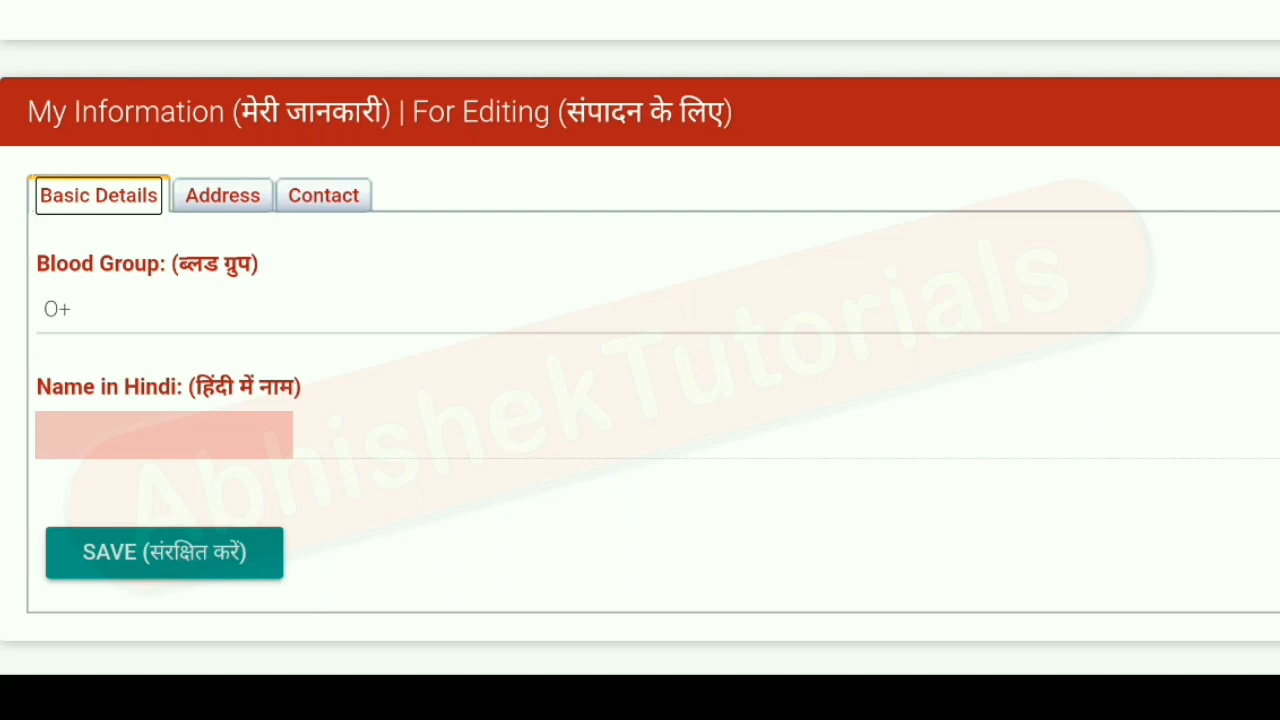 My Information (मेरी जानकारी) | For Editing (संपादन के लिए)
Basic Details Address Contact
Blood Group: (ब्लड ग्रुप)
O+
Name in Hindi: (हिंदी में नाम)
SAVE (संरक्षित करें)
AbhishekTutorials